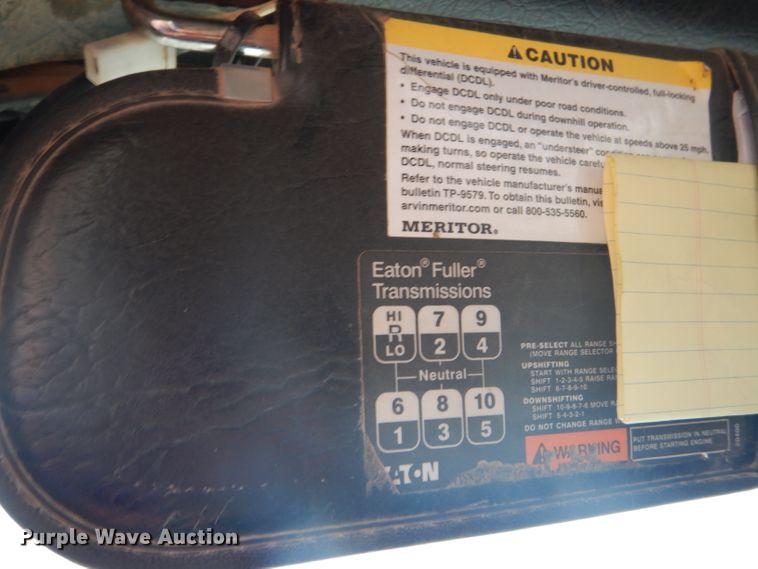 CAUTION
This vehicle is equipped with Meritor's driver-controlled, full-locking
differential (DCDL).
• Engage DCDL only under poor road conditions.
• Do not engage DCDL during downhill operation.
• Do not engage DCDL or operate the vehicle at speeds above 25 mph.
When DCDL is engaged, an "understeer"
making turns, so operate the vehicle
DCDL, normal steering resumes.
Refer to the vehicle manufacturer's
bulletin TP-9579. To obtain this bulletin,
arvinmeritor.com or call 800-535-5560.
MERITOR®
Eaton® Fuller®
Transmissions
HI 7 9
R
LO 2 4
Neutral
6 8 10
1 3 5
PRE-SELECT ALL RANGE
(MOVE RANGE SELECTOR
UPSHIFTING
START WITH RANGE
SHIFT 1-2-3-4-5 RAISE
SHIFT 6-7-8-9-10
DOWNSHIFTING
SHIFT 10-9-8-7-6 MOVE
SHIFT 5-4-3-2-1
DO NOT CHANGE RANGE
WARNING
PUT TRANSMISSION IN NEUTRAL
BEFORE STARTING ENGINE
EATON
Purple Wave Auction